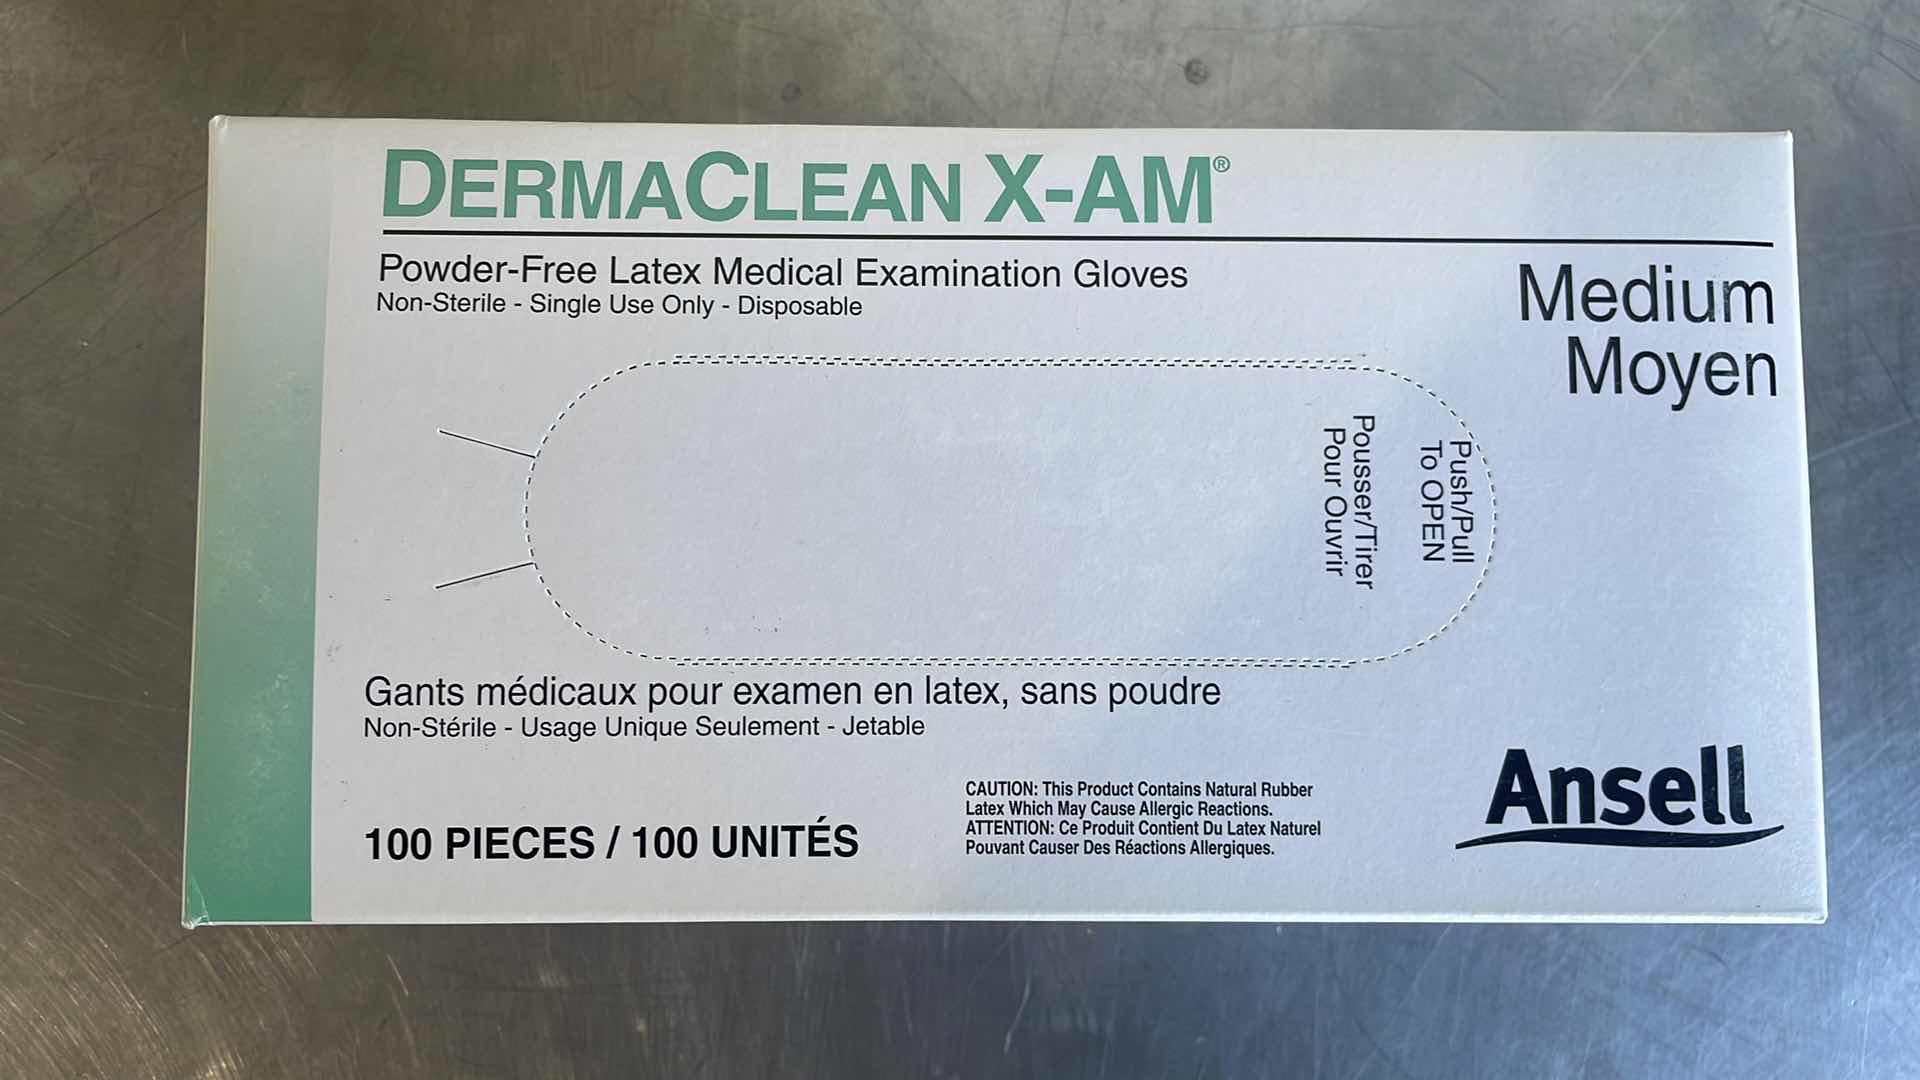 DERMACLEAN X-AM®
Powder-Free Latex Medical Examination Gloves
Non-Sterile - Single Use Only - Disposable
Medium
Moyen
Push/Pull
To OPEN
Pousser/Tirer
Pour Ouvrir
Gants médicaux pour examen en latex, sans poudre
Non-Stérile - Usage Unique Seulement - Jetable
100 PIECES / 100 UNITÉS
CAUTION: This Product Contains Natural Rubber
Latex Which May Cause Allergic Reactions.
ATTENTION: Ce Produit Contient Du Latex Naturel
Pouvant Causer Des Réactions Allergiques.
Ansell